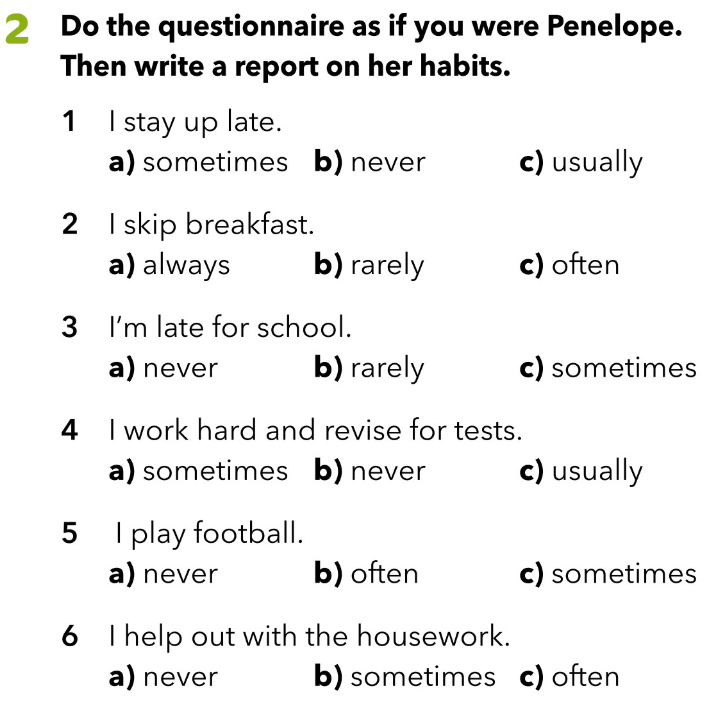 2 Do the questionnaire as if you were Penelope.
Then write a report on her habits.
1 I stay up late.
a) sometimes b) never c) usually
2 I skip breakfast.
a) always b) rarely c) often
3 I'm late for school.
a) never b) rarely c) sometimes
4 I work hard and revise for tests.
a) sometimes b) never c) usually
5 I play football.
a) never b) often c) sometimes
6 I help out with the housework.
a) never b) sometimes c) often